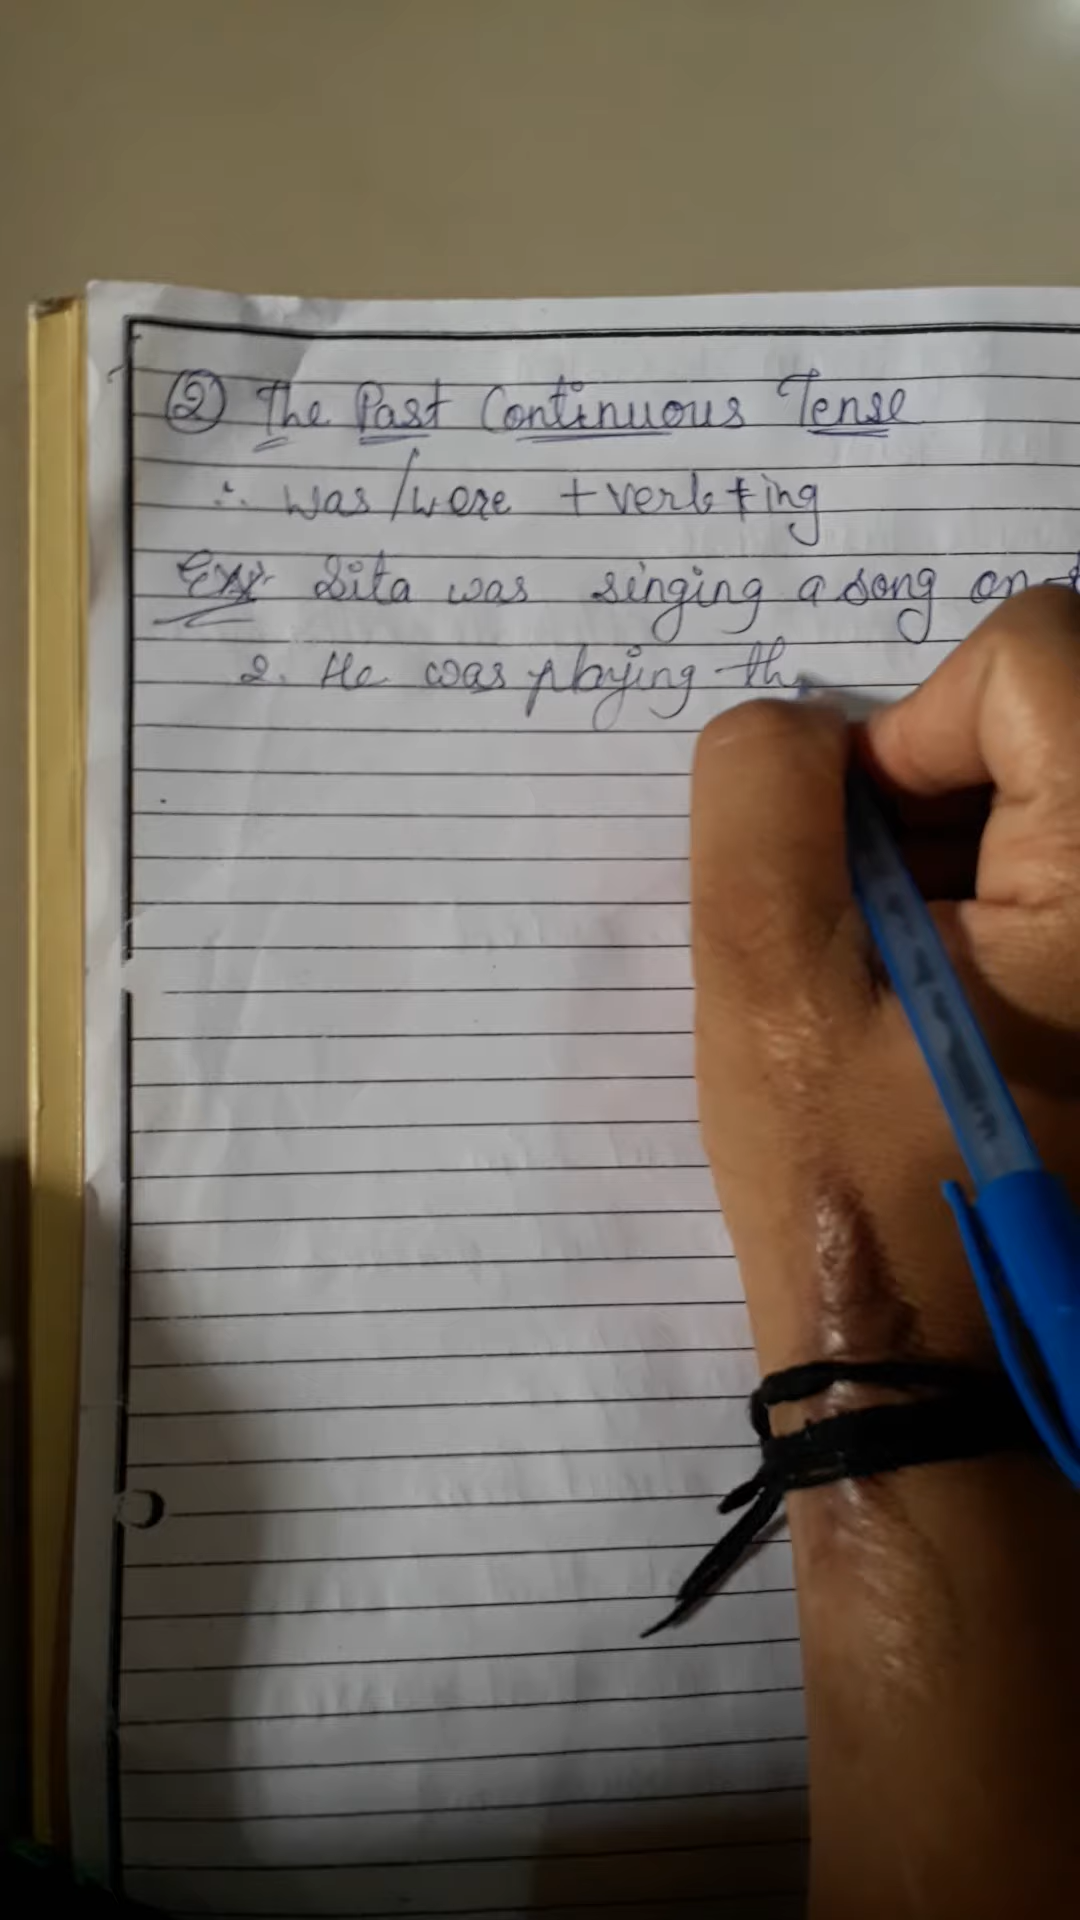 ② The Past Continuous Tense
∴ was/were + verb + ing
Ex:- Sita was singing a song on
2. He was playing th